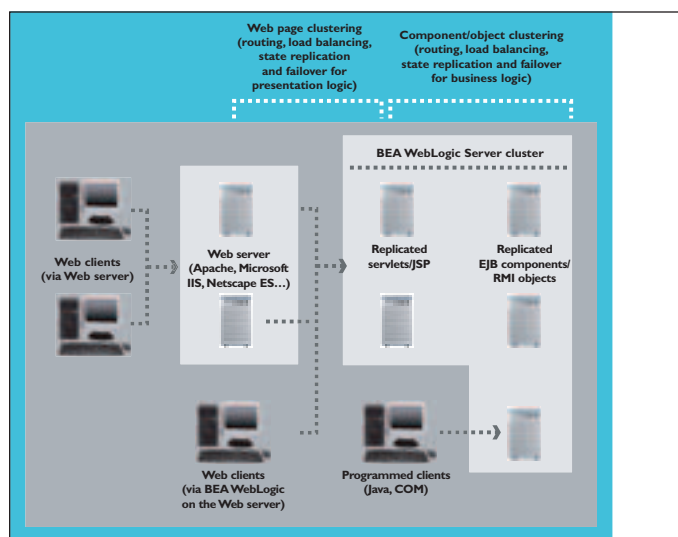 Web page clustering
(routing, load balancing,
state replication
and failover for
presentation logic)
Component/object clustering
(routing, load balancing,
state replication and failover
for business logic)
BEA WebLogic Server cluster
Web clients
(via Web server)
Web server
(Apache, Microsoft
IIS, Netscape ES...)
Replicated
servlets/JSP
Replicated
EJB components/
RMI objects
Web clients
(via BEA WebLogic
on the Web server)
Programmed clients
(Java, COM)